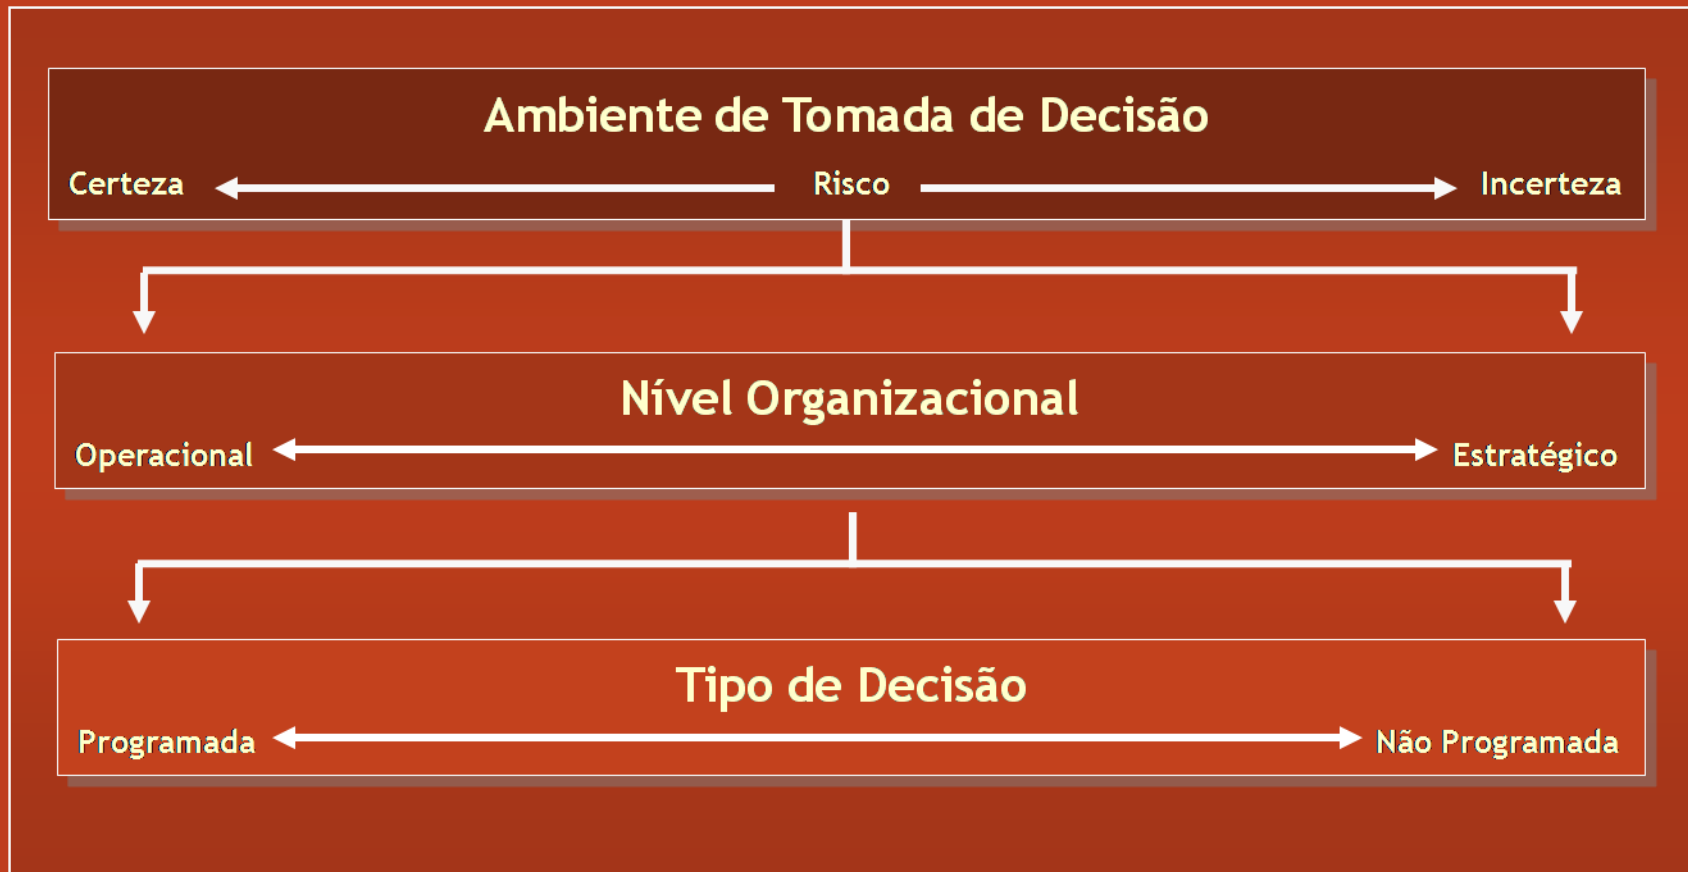 Ambiente de Tomada de Decisão
Certeza Risco Incerteza
Nível Organizacional
Operacional Estratégico
Tipo de Decisão
Programada Não Programada